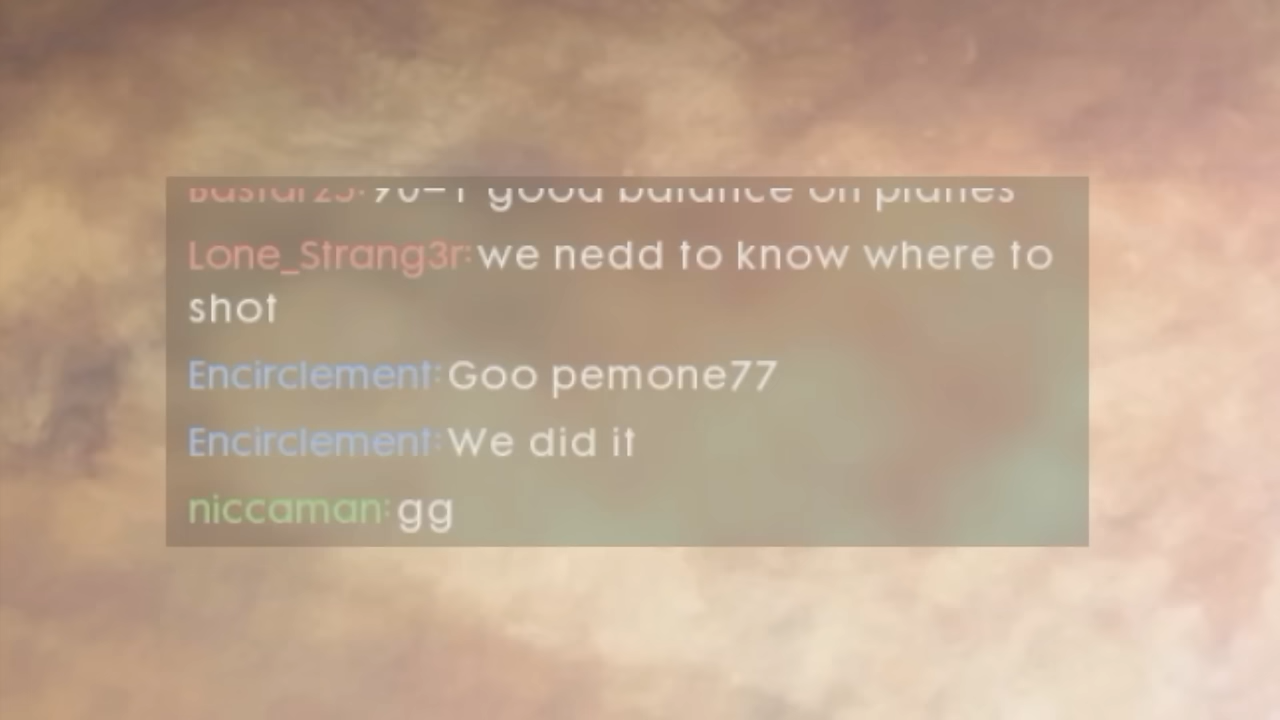 good balance on planes
Lone_Strang3r: we nedd to know where to
shot
Encirclement: Goo pemone77
Encirclement: We did it
niccaman: gg